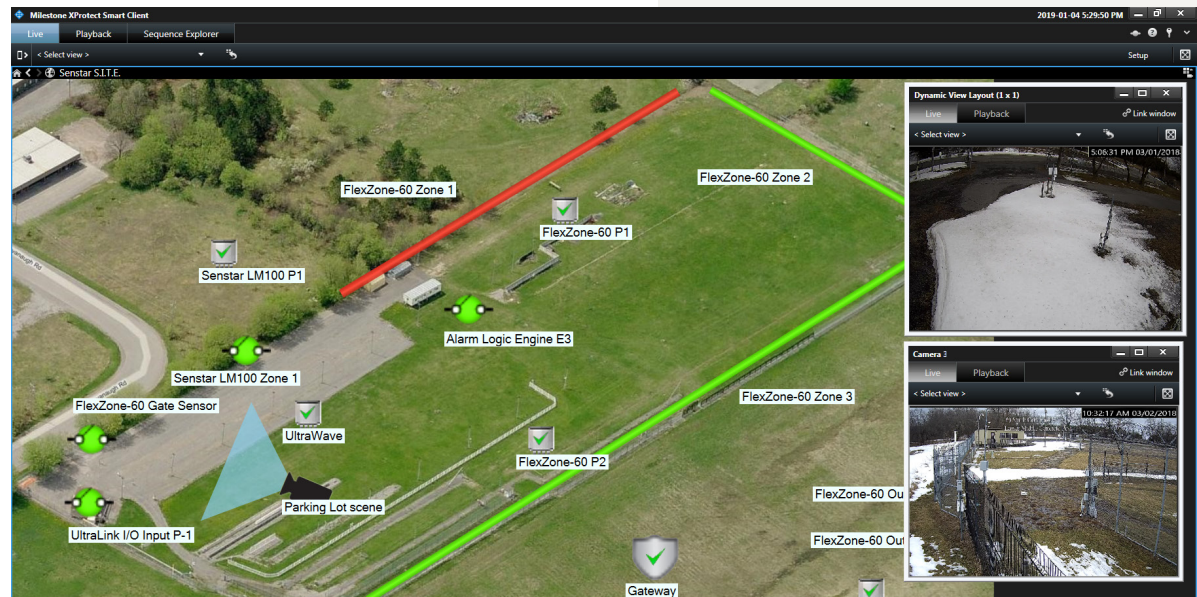 Milestone XProtect Smart Client
2019-01-04 5:29:50 PM
Live
Playback
Sequence Explorer
< Select view >
Setup
Senstar S.I.T.E.
Dynamic View Layout (1 x 1)
Live
Playback
Link window
< Select view >
5:06:31 PM 03/01/2018
FlexZone-60 Zone 1
FlexZone-60 Zone 2
FlexZone-60 P1
Senstar LM100 P1
Alarm Logic Engine E3
Camera 3
Live
Playback
Link window
< Select view >
10:32:17 AM 03/02/2018
Senstar LM100 Zone 1
FlexZone-60 Zone 3
FlexZone-60 Gate Sensor
UltraWave
FlexZone-60 P2
Parking Lot scene
FlexZone-60 Ou
UltraLink I/O Input P-1
FlexZone-60 Out
Gateway